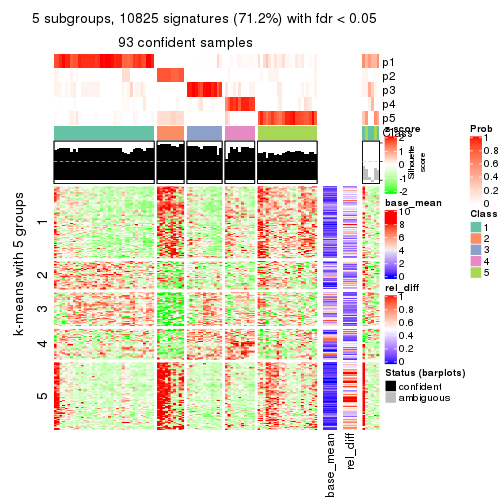 5 subgroups, 10825 signatures (71.2%) with fdr < 0.05
93 confident samples
p1
p2
p3
p4
p5
Class
Silhouette
score
k-means with 5 groups
1
2
3
4
5
base_mean
rel_diff
z-score
2
1
0
-1
-2
base_mean
10
8
6
4
2
0
rel_diff
1
0.8
0.6
0.4
0.2
0
Status (barplots)
confident
ambiguous
Prob
1
0.8
0.6
0.4
0.2
0
Class
1
2
3
4
5